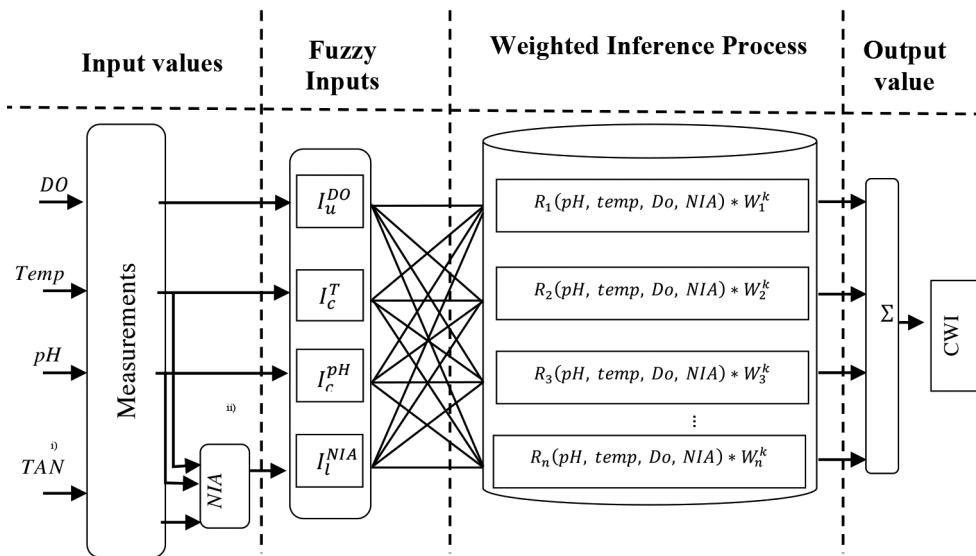 Input values
Fuzzy
Inputs
Weighted Inference Process
Output
value
DO
Temp
pH
i)
TAN
Measurements
ii)
NIA
I_u^{DO}
I_c^T
I_c^{pH}
I_l^{NIA}
R_1(pH, temp, Do, NIA) * W_1^k
R_2(pH, temp, Do, NIA) * W_2^k
R_3(pH, temp, Do, NIA) * W_3^k
⋮
R_n(pH, temp, Do, NIA) * W_n^k
Σ
CWI